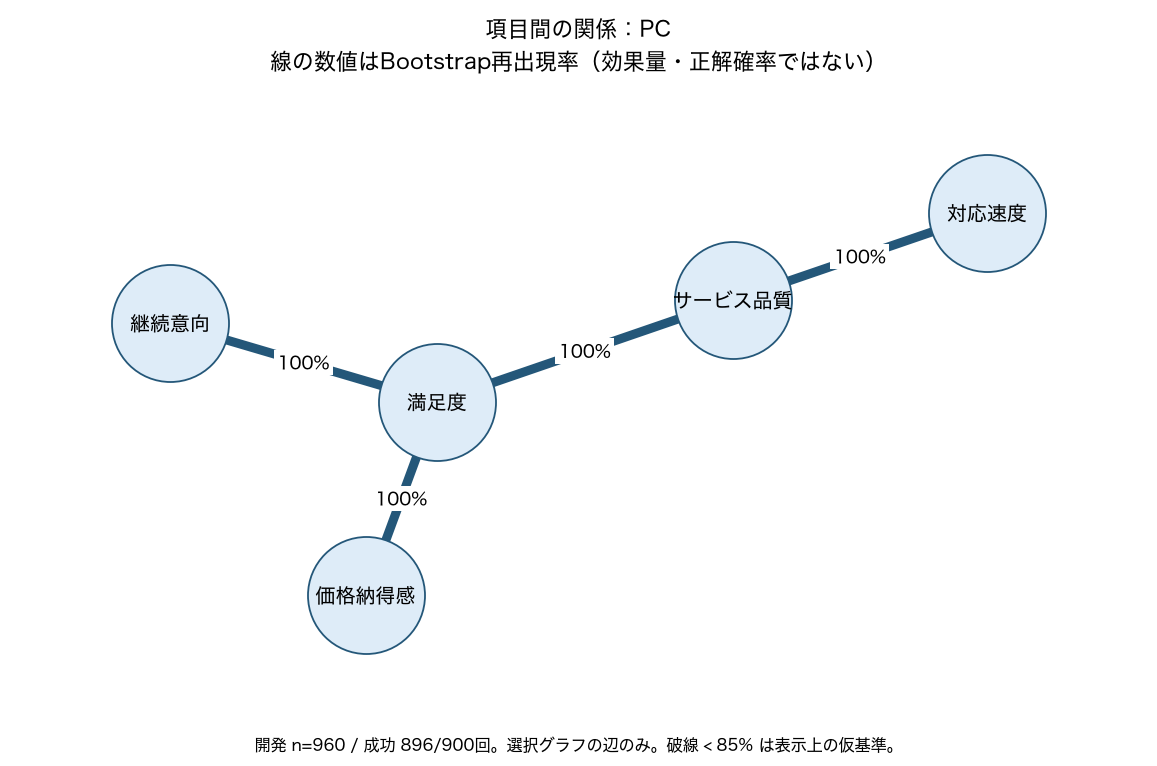 項目間の関係：PC
線の数値はBootstrap再出現率（効果量・正解確率ではない）
対応速度
100%
サービス品質
継続意向
100%
100%
満足度
100%
価格納得感
開発 n=960 / 成功 896/900回。選択グラフの辺のみ。破線 < 85% は表示上の仮基準。